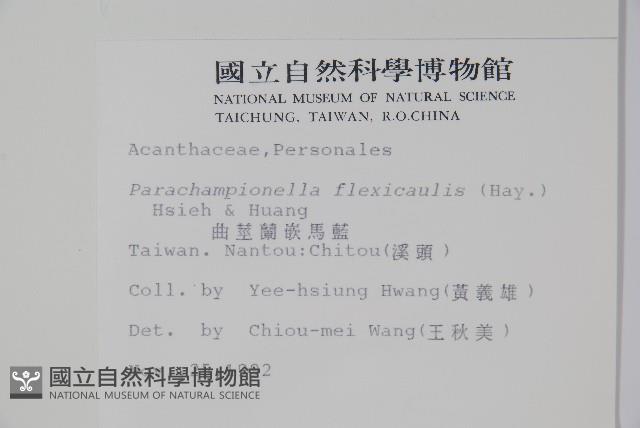 國立自然科學博物館
NATIONAL MUSEUM OF NATURAL SCIENCE
TAICHUNG, TAIWAN, R.O.CHINA
Acanthaceae,Personales
Parachampionella flexicaulis (Hay.)
Hsieh & Huang
曲莖蘭嵌馬藍
Taiwan. Nantou:Chitou(溪頭)
Coll. by Yee-hsiung Hwang(黃義雄)
Det. by Chiou-mei Wang(王秋美)
國立自然科學博物館
NATIONAL MUSEUM OF NATURAL SCIENCE